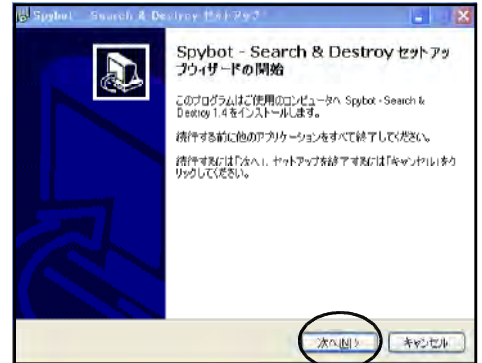 Spybot - Search & Destroy セットアップ
Spybot - Search & Destroy セットアッ
プウィザードの開始
このプログラムはご使用のコンピュータへ Spybot - Search &
Destroy 1.4 をインストールします。
続行する前に他のアプリケーションをすべて終了してください。
続行するには「次へ」、セットアップを終了するには「キャンセル」をク
リックしてください。
次へ(N) >
キャンセル